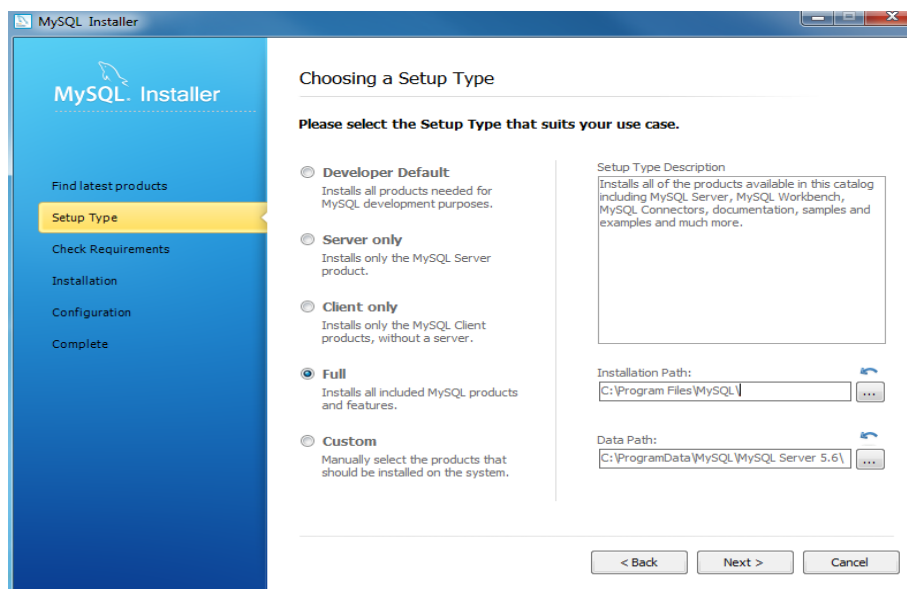 MySQL Installer
MySQL. Installer
Find latest products
Setup Type
Check Requirements
Installation
Configuration
Complete
Choosing a Setup Type
Please select the Setup Type that suits your use case.
Developer Default
Installs all products needed for
MySQL development purposes.
Server only
Installs only the MySQL Server
product.
Client only
Installs only the MySQL Client
products, without a server.
Full
Installs all included MySQL products
and features.
Custom
Manually select the products that
should be installed on the system.
Setup Type Description
Installs all of the products available in this catalog
including MySQL Server, MySQL Workbench,
MySQL Connectors, documentation, samples and
examples and much more.
Installation Path:
C:\Program Files\MySQL\
...
Data Path:
C:\ProgramData\MySQL\MySQL Server 5.6\
...
< Back
Next >
Cancel